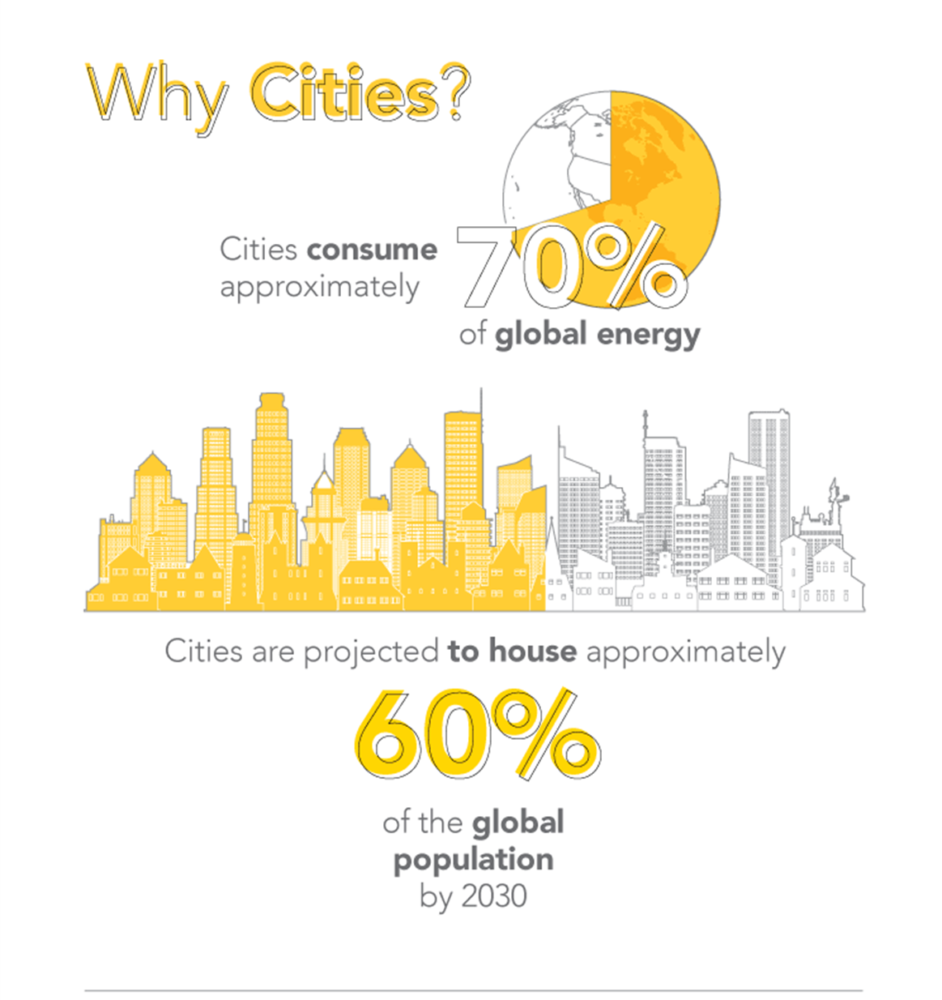 Why Cities?
Cities consume
approximately
70%
of global energy
Cities are projected to house approximately
60%
of the global
population
by 2030